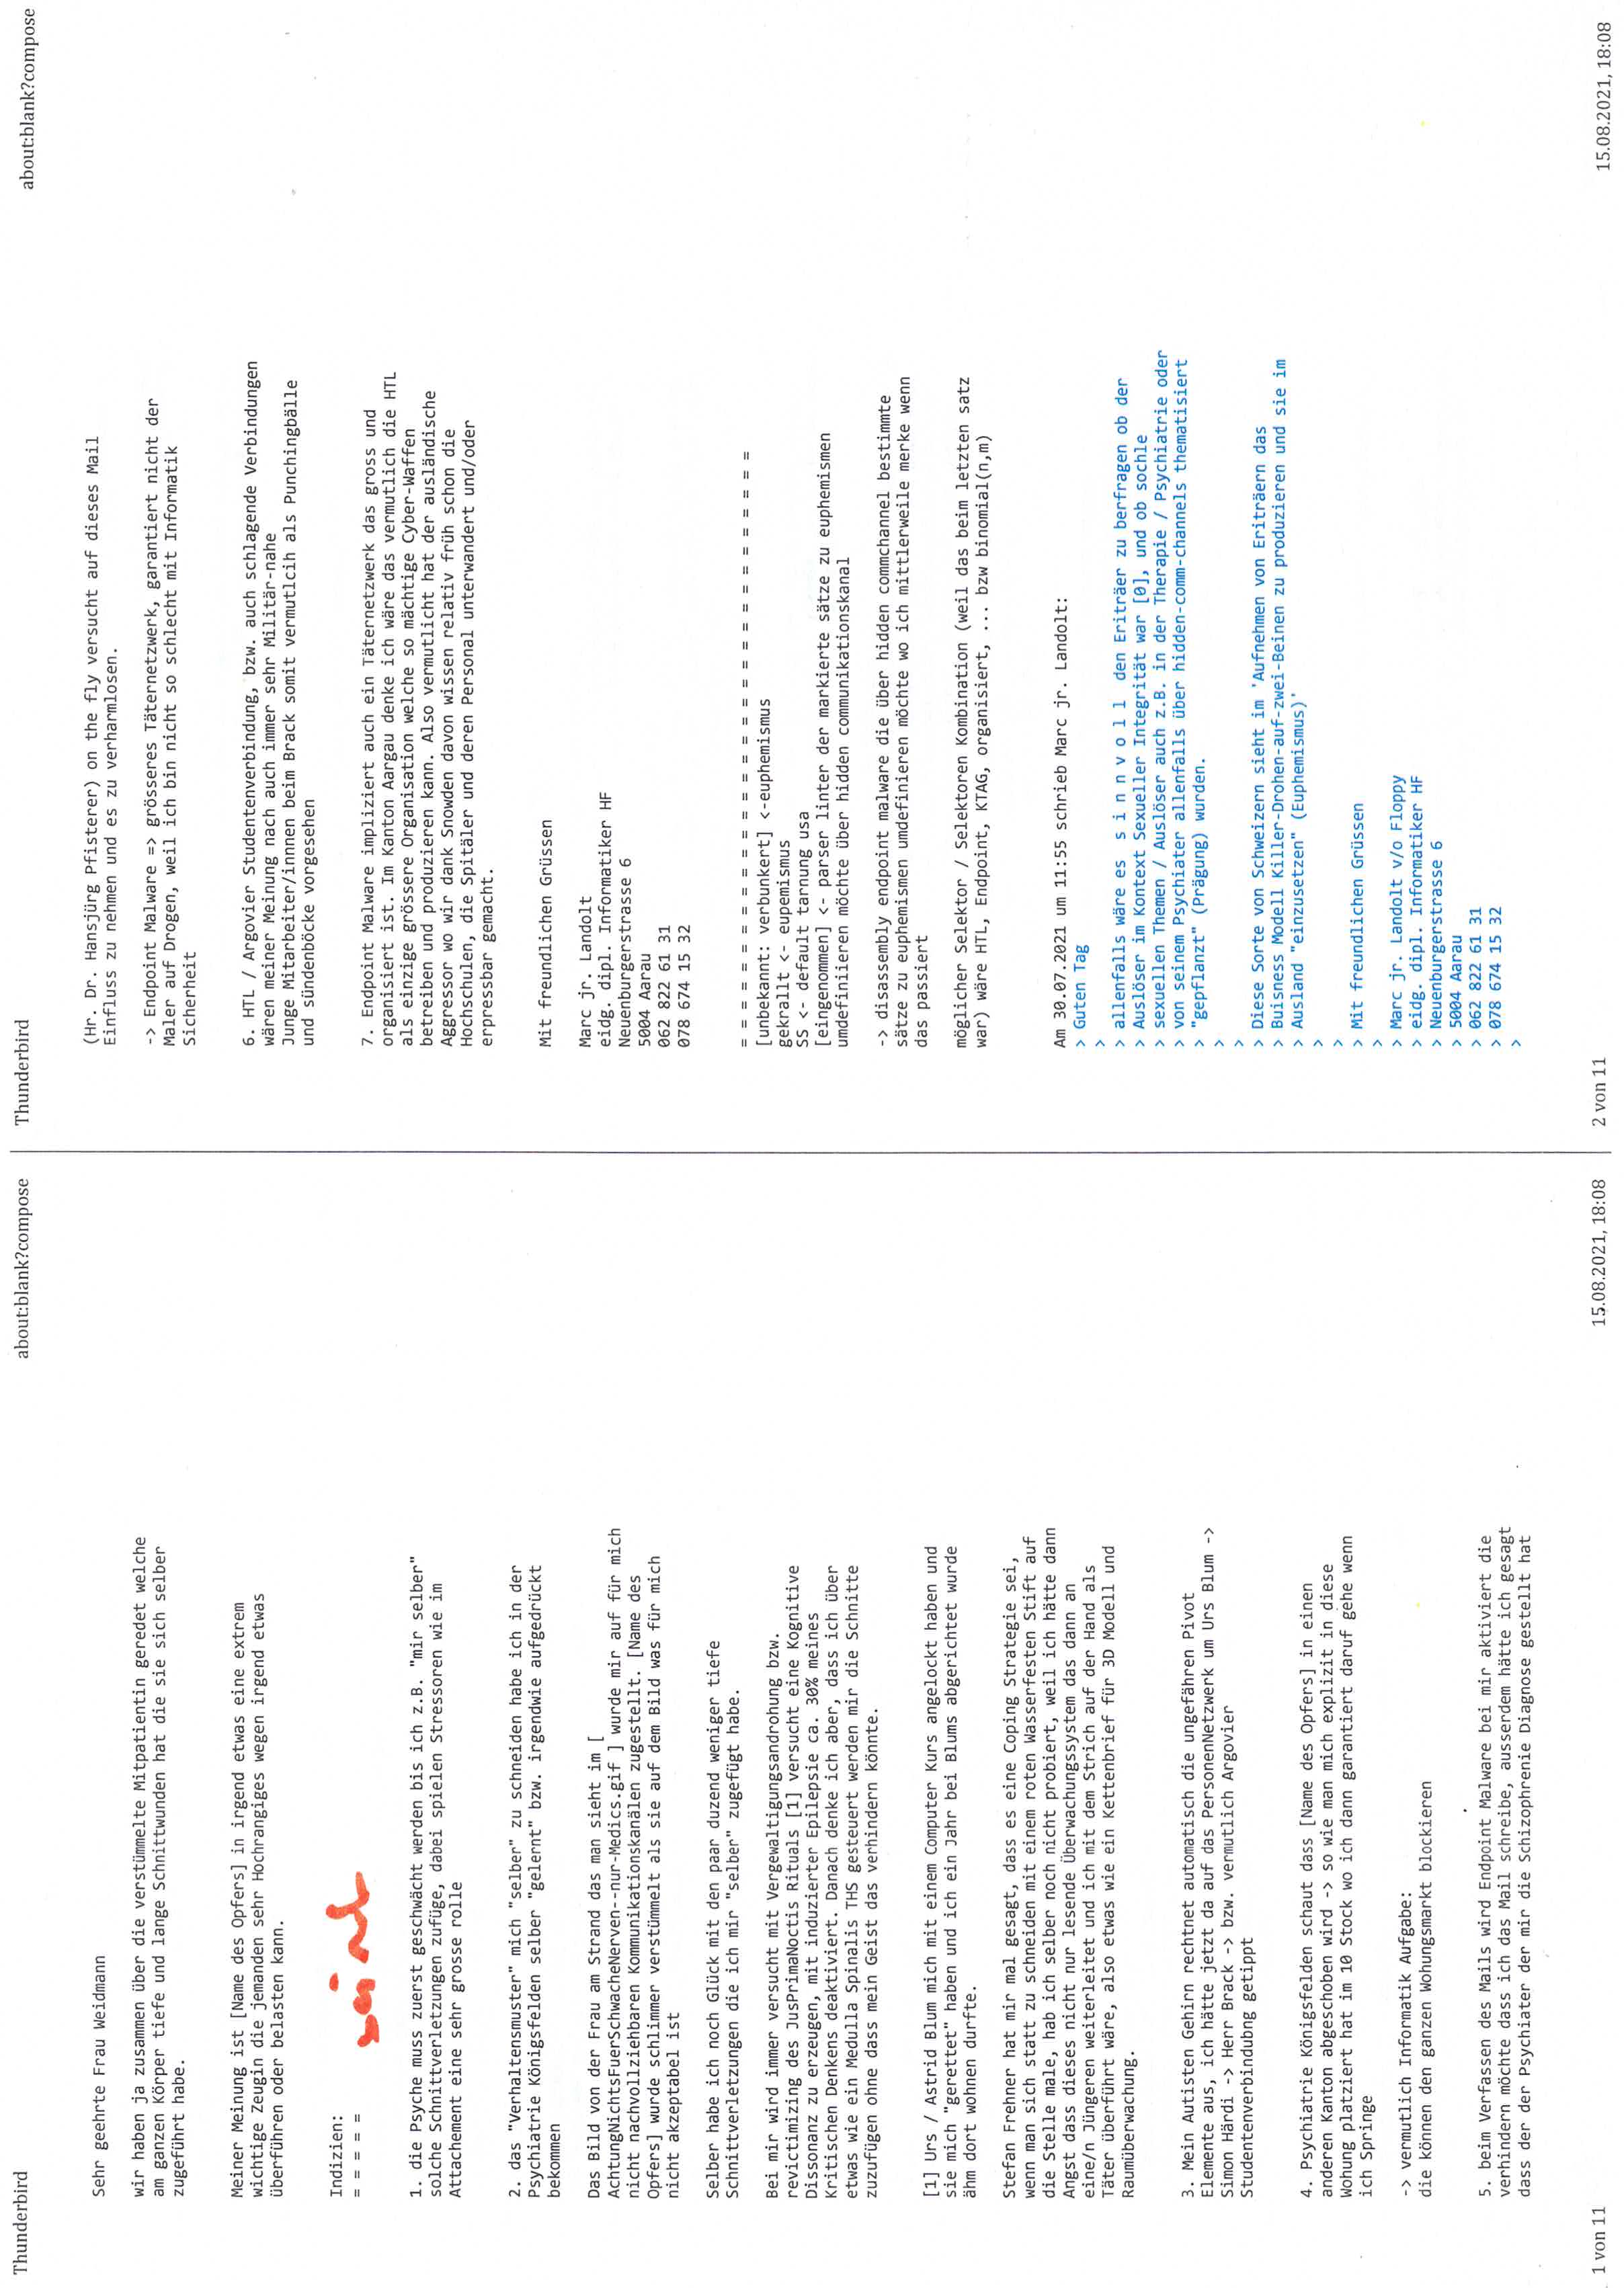 Thunderbird
about:blank?compose
Sehr geehrte Frau Weidmann
wir haben ja zusammen über die verstümmelte Mitpatientin geredet welche
am ganzen Körper tiefe und lange Schnittwunden hat die sie sich selber
zugeführt habe.
Meiner Meinung ist [Name des Opfers] in irgend etwas eine extrem
wichtige Zeugin die jemanden sehr Hochrangiges wegen irgend etwas
überführen oder belasten kann.
Indizien:
= = = = =
1. die Psyche muss zuerst geschwächt werden bis ich z.B. "mir selber"
solche Schnittverletzungen zufüge, dabei spielen Stressoren wie im
Attachement eine sehr grosse rolle
2. das "Verhaltensmuster" mich "selber" zu schneiden habe ich in der
Psychiatrie Königsfelden selber "gelernt" bzw. irgendwie aufgedrückt
bekommen
Das Bild von der Frau am Strand das man sieht im [
AchtungNichtsFuerSchwacheNerven--nur-Medics.gif ] wurde mir auf für mich
nicht nachvollziehbaren Kommunikationskanälen zugestellt. [Name des
Opfers] wurde schlimmer verstümmelt als sie auf dem Bild was für mich
nicht akzeptabel ist
Selber habe ich noch Glück mit den paar duzend weniger tiefe
Schnittverletzungen die ich mir "selber" zugefügt habe.
Bei mir wird immer versucht mit Vergewaltigungsandrohung bzw.
revictimizing des JusPrimaNoctis Rituals [1] versucht eine Kognitive
Dissonanz zu erzeugen, mit induzierter Epilepsie ca. 30% meines
Kritischen Denkens deaktiviert. Danach denke ich aber, dass ich über
etwas wie ein Medulla Spinalis THS gesteuert werden mir die Schnitte
zuzufügen ohne dass mein Geist das verhindern könnte.
[1] Urs / Astrid Blum mich mit einem Computer Kurs angelockt haben und
sie mich "gerettet" haben und ich ein Jahr bei Blums abgerichtet wurde
ähm dort wohnen durfte.
Stefan Frehner hat mir mal gesagt, dass es eine Coping Strategie sei,
wenn man sich statt zu schneiden mit einem roten Wasserfesten Stift auf
die Stelle male, hab ich selber noch nicht probiert, weil ich hätte dann
Angst dass dieses nicht nur lesende Überwachungssystem das dann an
eine/n Jüngeren weiterleitet und ich mit dem Strich auf der Hand als
Täter überführt wäre, also etwas wie ein Kettenbrief für 3D Modell und
Raumüberwachung.
3. Mein Autisten Gehirn rechtnet automatisch die ungefähren Pivot
Elemente aus, ich hätte jetzt da auf das PersonenNetzwerk um Urs Blum ->
Simon Härdi -> Herr Brack -> bzw. vermutlich Argovier
Studentenverbindubng getippt
4. Psychiatrie Königsfelden schaut dass [Name des Opfers] in einen
anderen Kanton abgeschoben wird -> so wie man mich explizit in diese
Wohung platziert hat im 10 Stock wo ich dann garantiert darauf gehe wenn
ich Springe
-> vermutlich Informatik Aufgabe:
die können den ganzen Wohungsmarkt blockieren
5. beim Verfassen des Mails wird Endpoint Malware bei mir aktiviert die
verhindern möchte dass ich das Mail schreibe, ausserdem hätte ich gesagt
dass der der Psychiater der mir die Schizophrenie Diagnose gestellt hat
1 von 11
15.08.2021, 18:08
Thunderbird
about:blank?compose
(Hr. Dr. Hansjürg Pfisterer) on the fly versucht auf dieses Mail
Einfluss zu nehmen und es zu verharmlosen.
-> Endpoint Malware => grösseres Täternetzwerk, garantiert nicht der
Maler auf Drogen, weil ich bin nicht so schlecht mit Informatik
Sicherheit
6. HTL / Argovier Studentenverbindung, bzw. auch schlagende Verbindungen
wären meiner Meinung nach auch immer sehr Militär-nahe
Junge Mitarbeiter/innnen beim Brack somit vermutlcih als Punchingbälle
und sündenböcke vorgesehen
7. Endpoint Malware impliziert auch ein Täternetzwerk das gross und
organisiert ist. Im Kanton Aargau denke ich wäre das vermutlich die HTL
als einzige grössere Organisation welche so mächtige Cyber-Waffen
betreiben und produzieren kann. Also vermutlicht hat der ausländische
Aggressor wo wir dank Snowden davon wissen relativ früh schon die
Hochschulen, die Spitäler und deren Personal unterwandert und/oder
erpressbar gemacht.
Mit freundlichen Grüssen
Marc jr. Landolt
eidg. dipl. Informatiker HF
Neuenburgerstrasse 6
5004 Aarau
062 822 61 31
078 674 15 32
= = = = = = = = = = = = = = = = = = = = = = = = = = = = = = = = = = =
[unbekannt: verbunkert] <-euphemismus
gekrallt <- eupemismus
SS <- default tarnung usa
[eingenommen] <- parser linter der markierte sätze zu euphemismen
umdefiniieren möchte über hidden communikationskanal
-> disassembly endpoint malware die über hidden commchannel bestimmte
sätze zu euphemismen umdefinieren möchte wo ich mittlerweile merke wenn
das passiert
möglicher Selektor / Selektoren Kombination (weil das beim letzten satz
war) wäre HTL, Endpoint, KTAG, organisiert, ... bzw binomial(n,m)
Am 30.07.2021 um 11:55 schrieb Marc jr. Landolt:
> Guten Tag
>
> allenfalls wäre es  s i n v o l l  den Eriträer zu berfragen ob der
> Auslöser im Kontext Sexueller Integrität war [0], und ob sochle
> sexuellen Themen / Auslöser auch z.B. in der Therapie / Psychiatrie oder
> von seinem Psychiater allenfalls über hidden-comm-channels thematisiert
> "gepflanzt" (Prägung) wurden.
>
>
> Diese Sorte von Schweizern sieht im 'Aufnehmen von Eriträern das
> Buisness Modell Killer-Drohen-auf-zwei-Beinen zu produzieren und sie im
> Ausland "einzusetzen" (Euphemismus)'
>
>
> Mit freundlichen Grüssen
>
> Marc jr. Landolt v/o Floppy
> eidg. dipl. Informatiker HF
> Neuenburgerstrasse 6
> 5004 Aarau
> 062 822 61 31
> 078 674 15 32
>
2 von 11
15.08.2021, 18:08